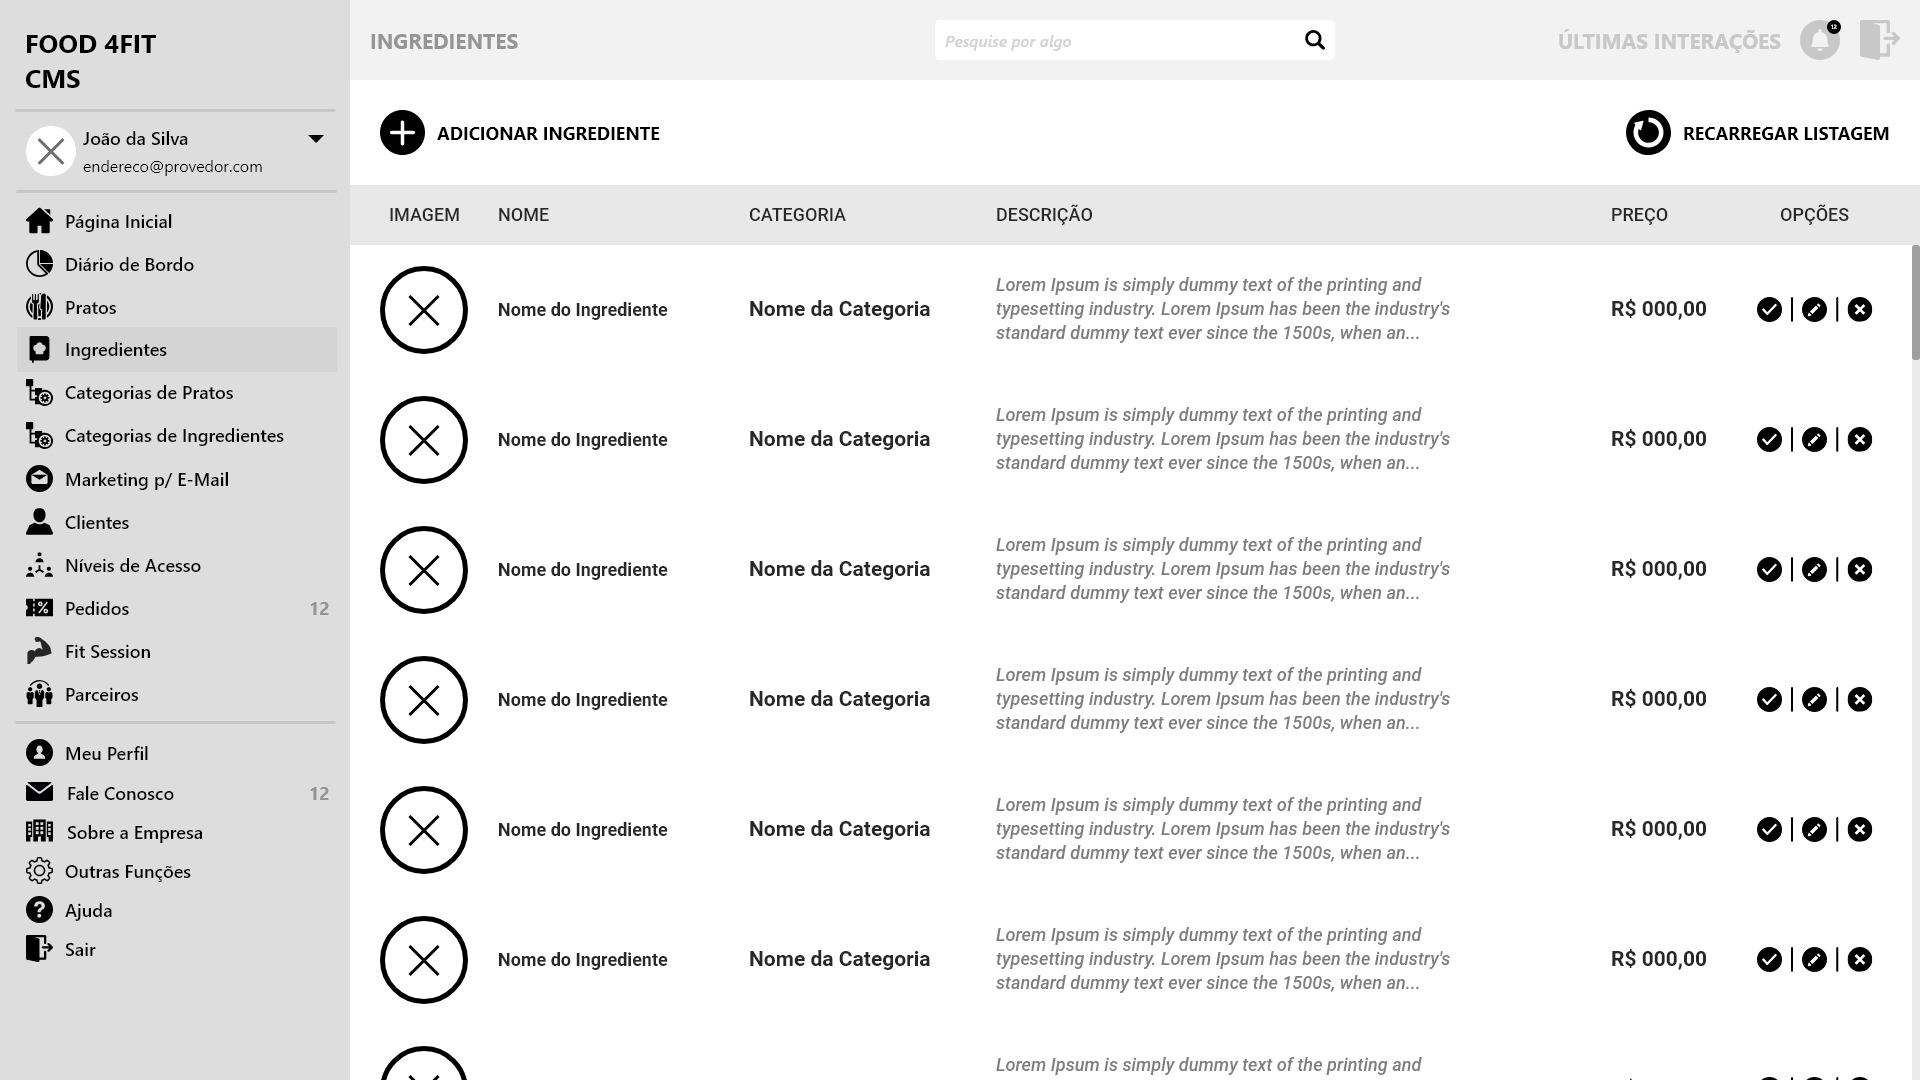 FOOD 4FIT
CMS
João da Silva
endereco@provedor.com
Página Inicial
Diário de Bordo
Pratos
Ingredientes
Categorias de Pratos
Categorias de Ingredientes
Marketing p/ E-Mail
Clientes
Níveis de Acesso
Pedidos 12
Fit Session
Parceiros
Meu Perfil
Fale Conosco 12
Sobre a Empresa
Outras Funções
Ajuda
Sair
INGREDIENTES
Pesquise por algo
ÚLTIMAS INTERAÇÕES 12
ADICIONAR INGREDIENTE
RECARREGAR LISTAGEM
IMAGEM NOME CATEGORIA DESCRIÇÃO PREÇO OPÇÕES
Nome do Ingrediente
Nome da Categoria
Lorem Ipsum is simply dummy text of the printing and
typesetting industry. Lorem Ipsum has been the industry's
standard dummy text ever since the 1500s, when an...
R$ 000,00
Nome do Ingrediente
Nome da Categoria
Lorem Ipsum is simply dummy text of the printing and
typesetting industry. Lorem Ipsum has been the industry's
standard dummy text ever since the 1500s, when an...
R$ 000,00
Nome do Ingrediente
Nome da Categoria
Lorem Ipsum is simply dummy text of the printing and
typesetting industry. Lorem Ipsum has been the industry's
standard dummy text ever since the 1500s, when an...
R$ 000,00
Nome do Ingrediente
Nome da Categoria
Lorem Ipsum is simply dummy text of the printing and
typesetting industry. Lorem Ipsum has been the industry's
standard dummy text ever since the 1500s, when an...
R$ 000,00
Nome do Ingrediente
Nome da Categoria
Lorem Ipsum is simply dummy text of the printing and
typesetting industry. Lorem Ipsum has been the industry's
standard dummy text ever since the 1500s, when an...
R$ 000,00
Nome do Ingrediente
Nome da Categoria
Lorem Ipsum is simply dummy text of the printing and
typesetting industry. Lorem Ipsum has been the industry's
standard dummy text ever since the 1500s, when an...
R$ 000,00
Lorem Ipsum is simply dummy text of the printing and